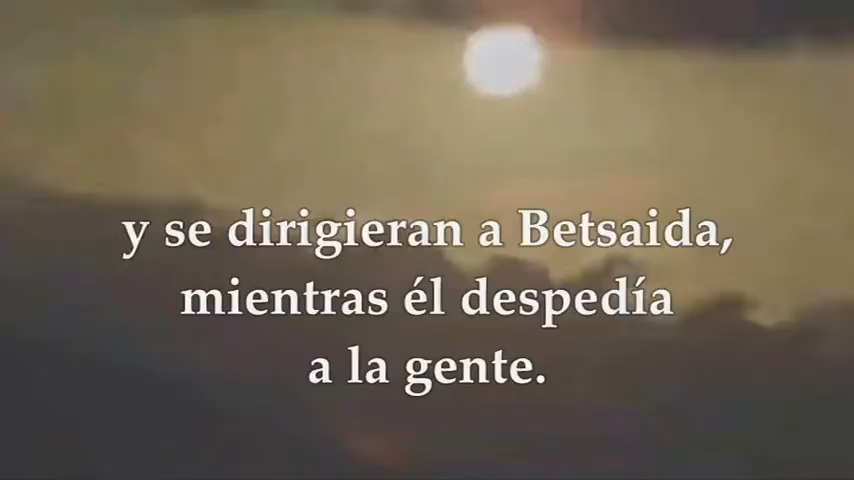 y se dirigieran a Betsaida,
mientras él despedía
a la gente.